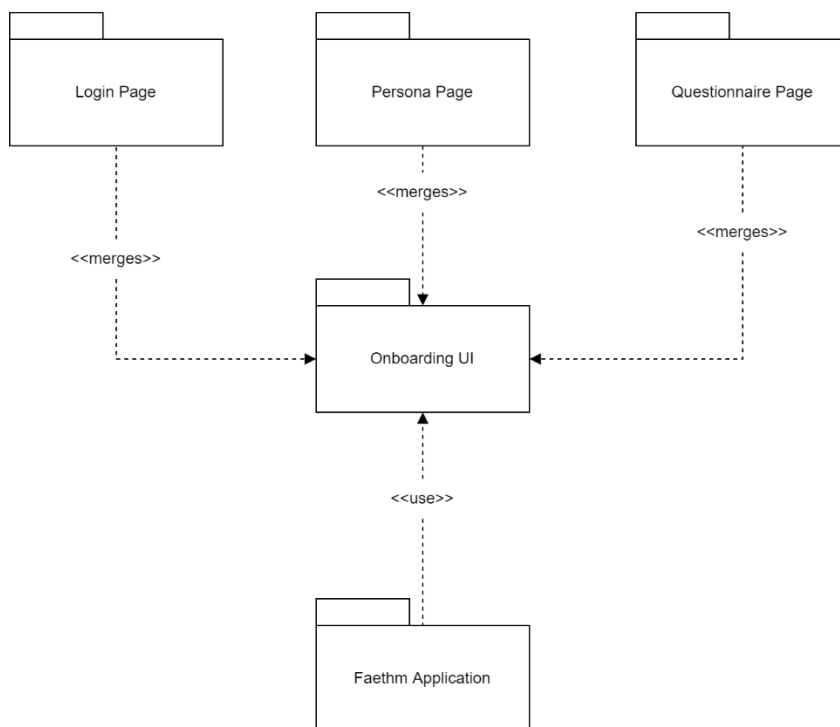 Login Page
Persona Page
Questionnaire Page
<<merges>>
<<merges>>
<<merges>>
Onboarding UI
<<use>>
Faethm Application